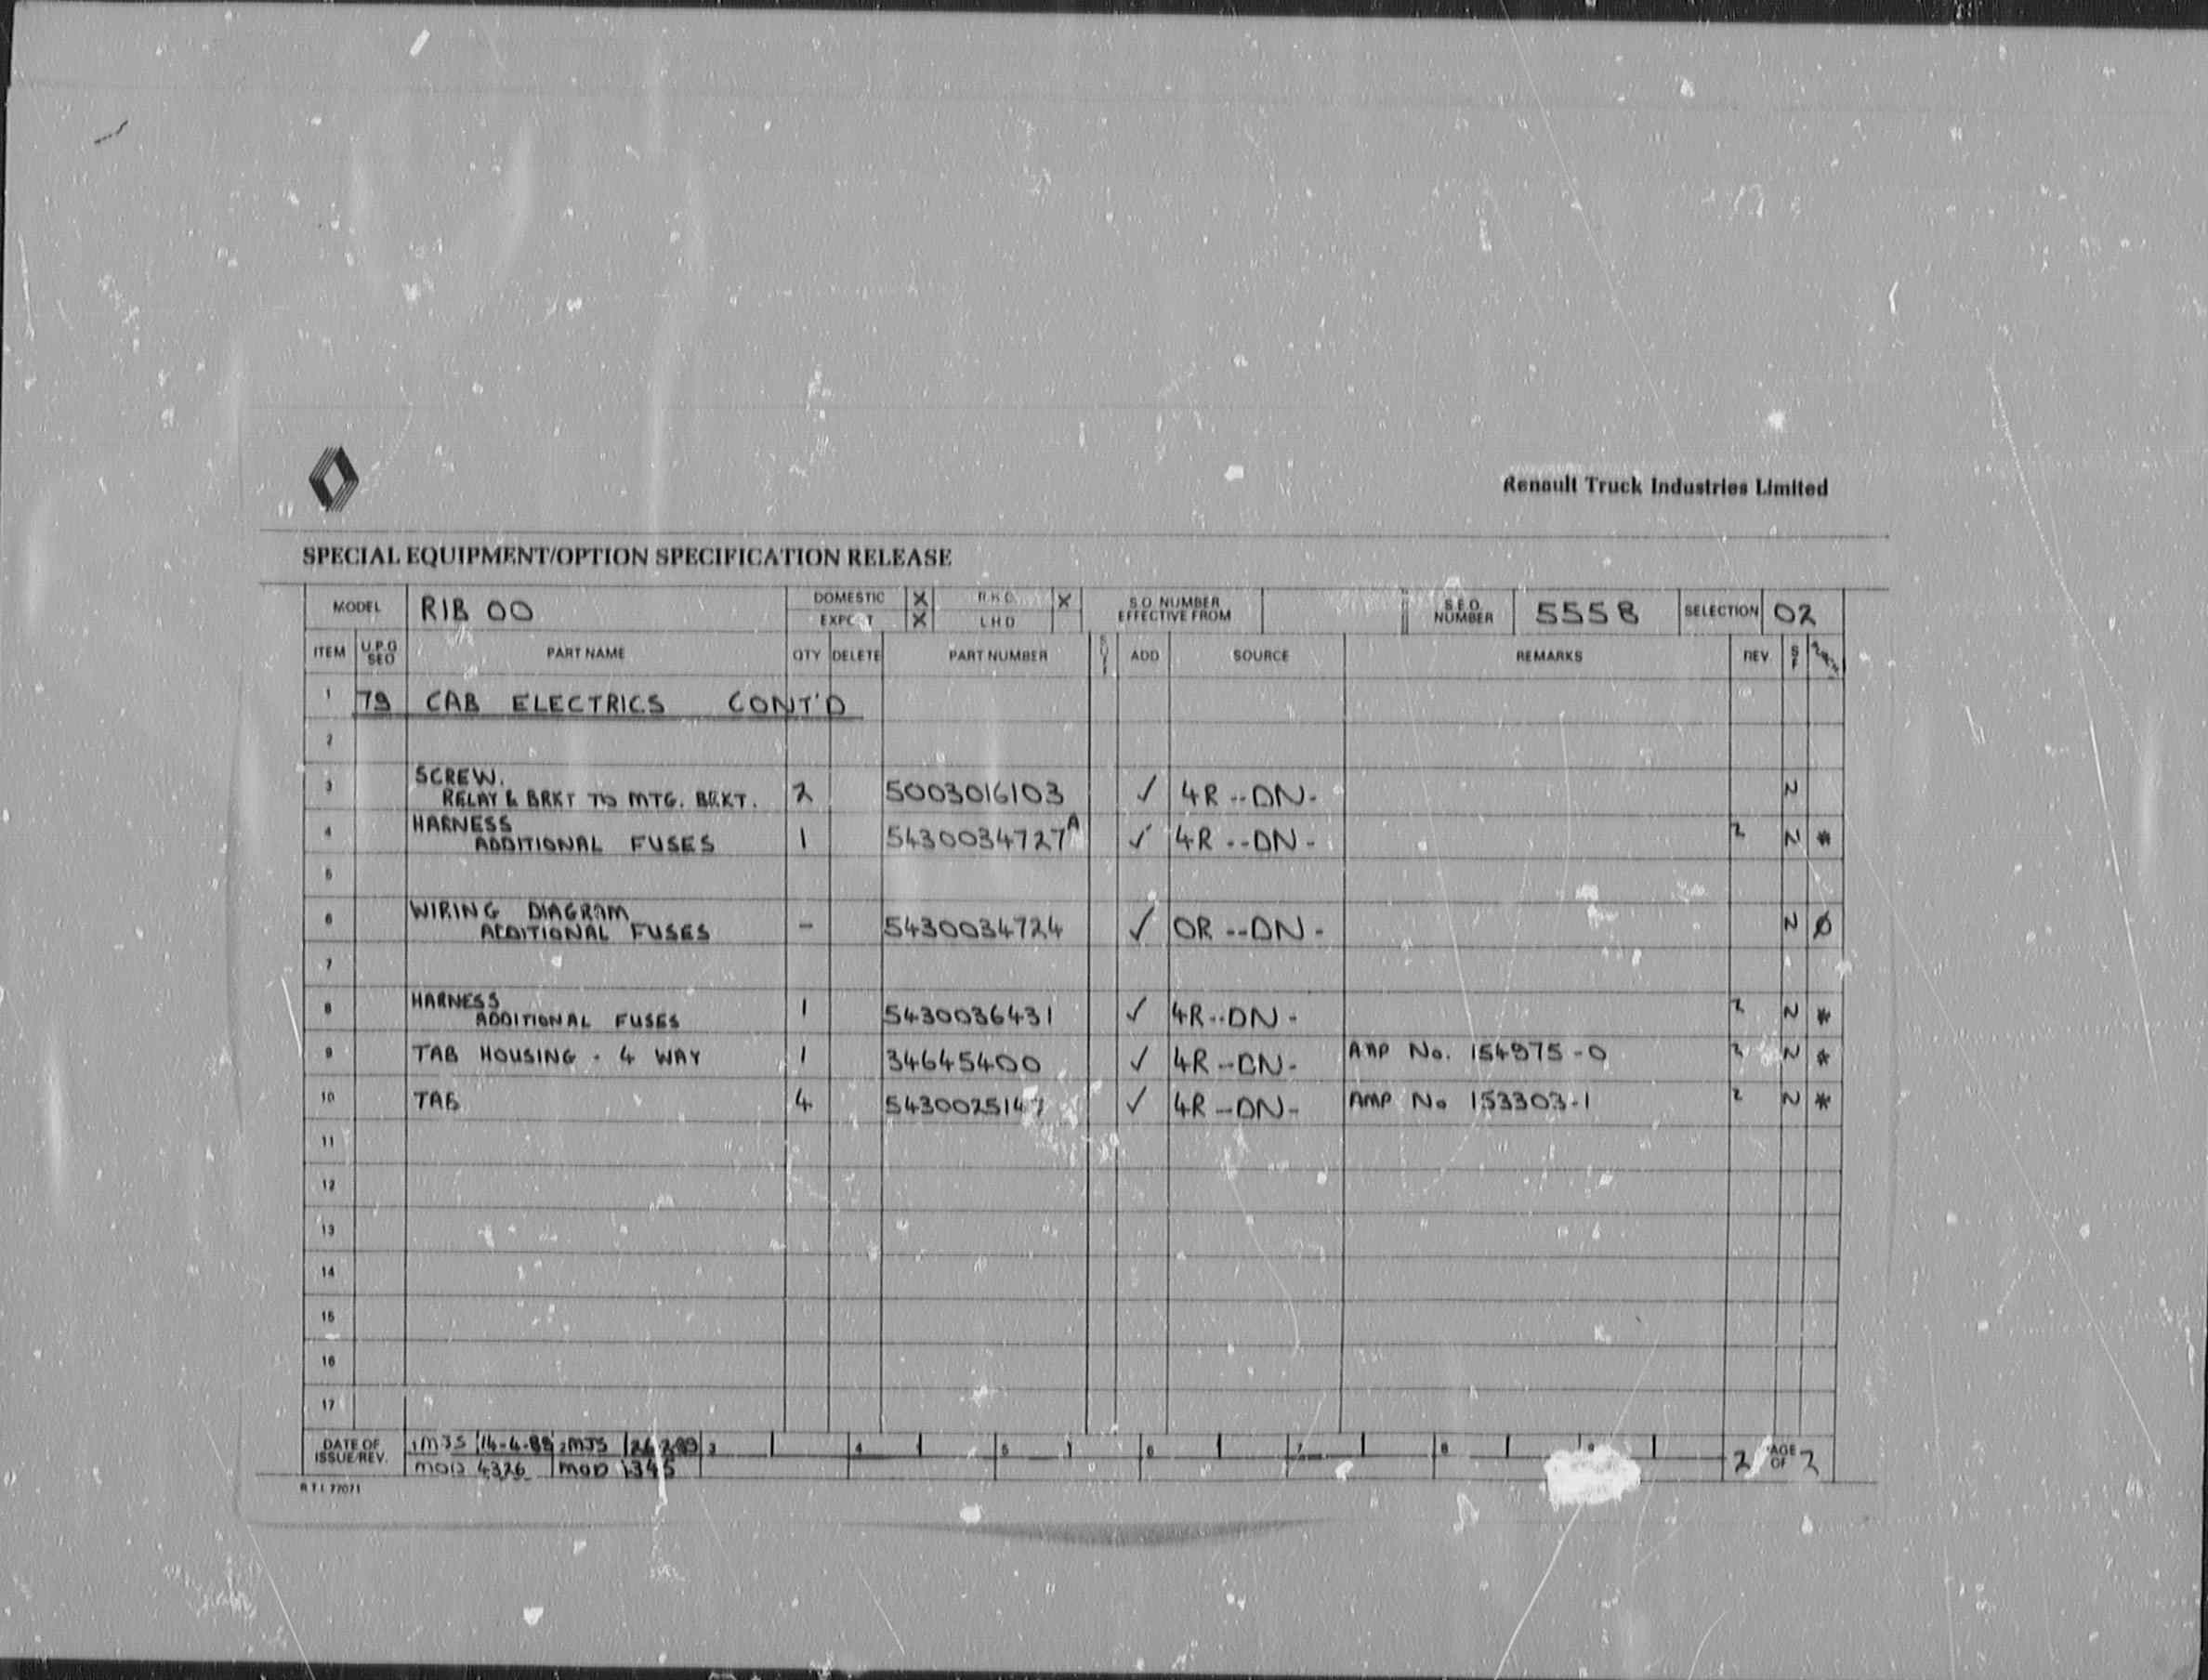 Renault Truck Industries Limited
SPECIAL EQUIPMENT/OPTION SPECIFICATION RELEASE
MODEL RIB 00 DOMESTIC X R.H.D. X S.O. NUMBER EFFECTIVE FROM S.E.O. NUMBER 5558 SELECTION 02
EXPORT X L.H.D
ITEM U.P.G SEO PART NAME QTY DELETE PART NUMBER ADD SOURCE REMARKS REV S F
1 79 CAB ELECTRICS CONT'D
2
3 SCREW.
RELAY & BRKT TO MTG. BRKT. 2 5003016103 ✓ 4R--DN- N
4 HARNESS
ADDITIONAL FUSES 1 5430034727A ✓ 4R--DN- 2 N *
5
6 WIRING DIAGRAM
ADDITIONAL FUSES - 5430034724 ✓ OR--DN- N Ø
7
8 HARNESS
ADDITIONAL FUSES 1 5430036431 ✓ 4R--DN- 2 N *
9 TAB HOUSING - 4 WAY 1 34645400 ✓ 4R--DN- AMP No. 154975-0 2 N *
10 TAB 4 ✓ 4R--DN- AMP No 153303-1 2 N *
11
12
13
14
15
16
17
DATE OF ISSUE/REV. 1 MJS 14-4-89 2 MJS 3 4 5 6 7 8 9 2 PAGE OF 2
MOD 4326 MOD
R.T.I. 77071